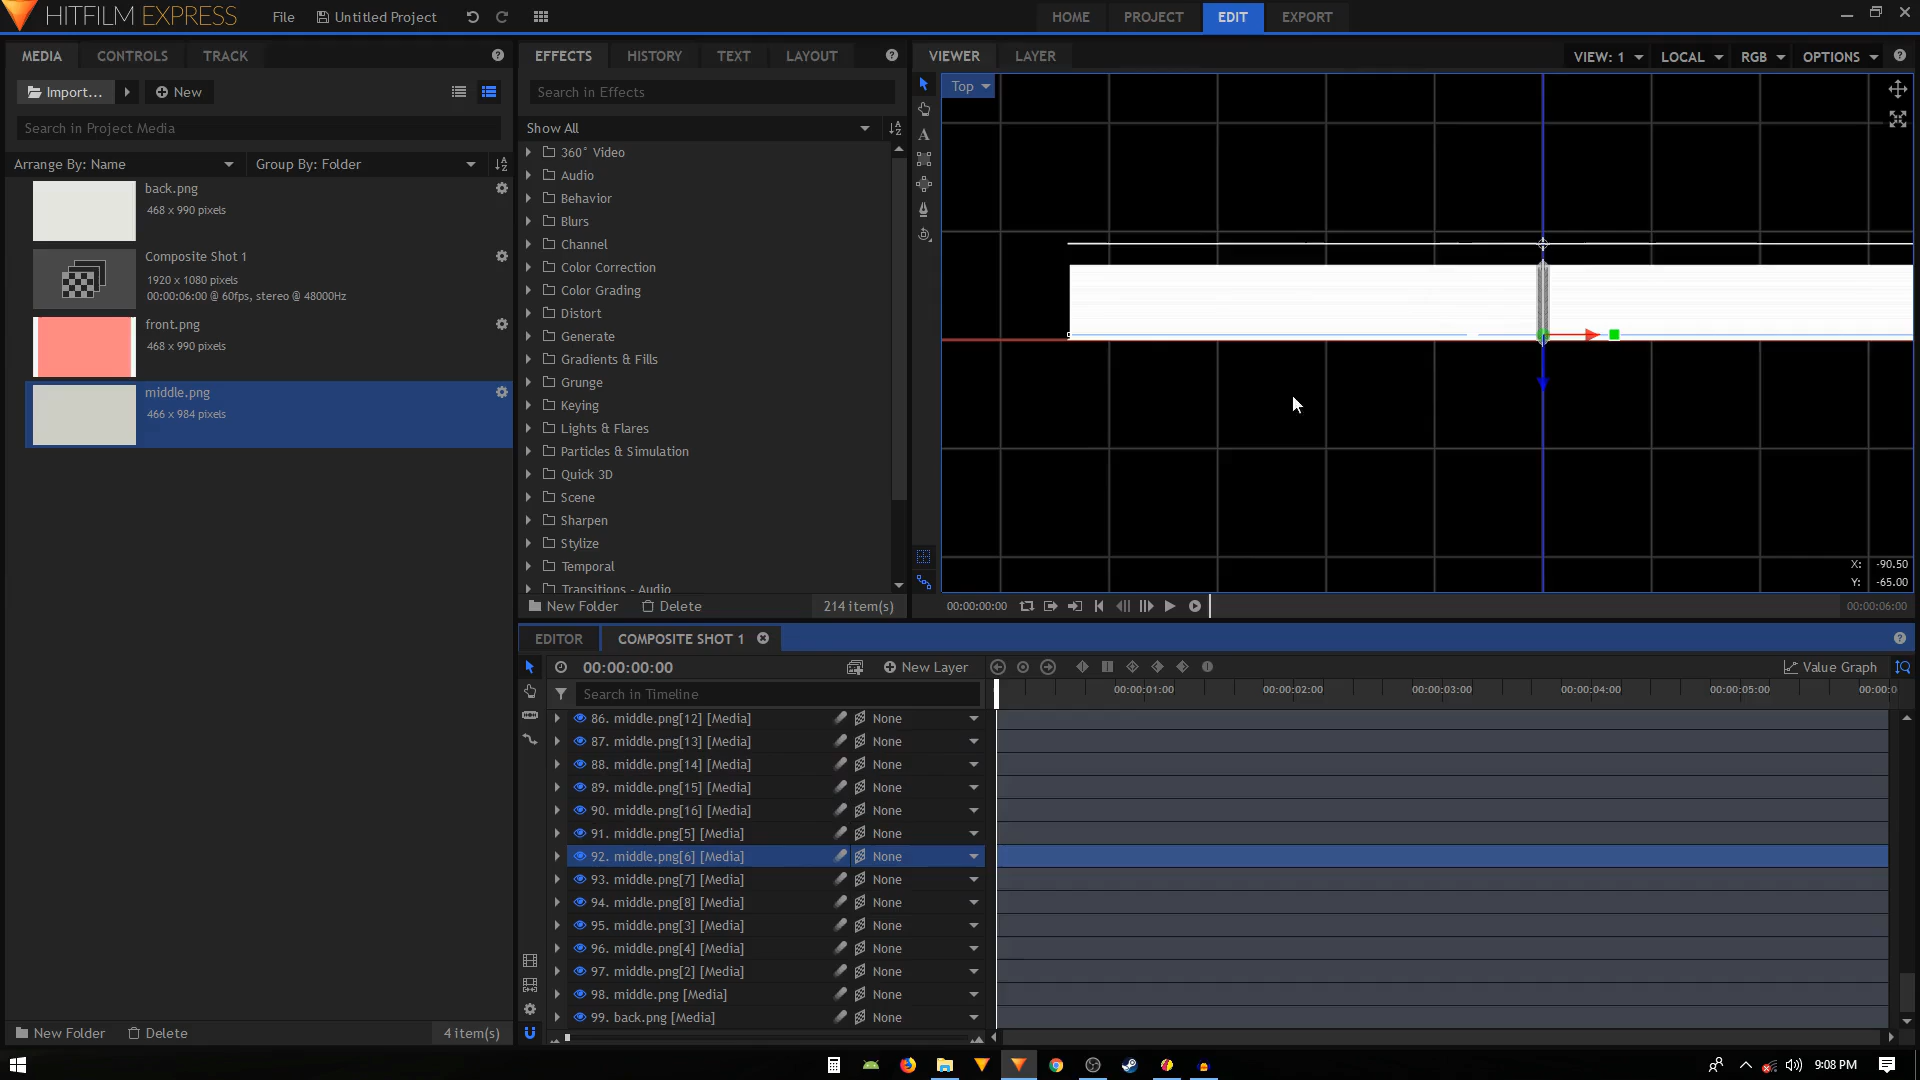 HITFILM EXPRESS
File
Untitled Project
HOME
PROJECT
EDIT
EXPORT
MEDIA
CONTROLS
TRACK
Import...
New
Search in Project Media
Arrange By: Name
Group By: Folder
back.png
468 x 990 pixels
Composite Shot 1
1920 x 1080 pixels
00:00:06:00 @ 60fps, stereo @ 48000Hz
front.png
468 x 990 pixels
middle.png
466 x 984 pixels
New Folder
Delete
4 item(s)
EFFECTS
HISTORY
TEXT
LAYOUT
Search in Effects
Show All
360° Video
Audio
Behavior
Blurs
Channel
Color Correction
Color Grading
Distort
Generate
Gradients & Fills
Grunge
Keying
Lights & Flares
Particles & Simulation
Quick 3D
Scene
Sharpen
Stylize
Temporal
Transitions - Audio
New Folder
Delete
214 item(s)
VIEWER
LAYER
VIEW: 1
LOCAL
RGB
OPTIONS
Top
X: -90.50
Y: -65.00
00:00:00:00
00:00:06:00
EDITOR
COMPOSITE SHOT 1
00:00:00:00
New Layer
Value Graph
Search in Timeline
00:00:01:00
00:00:02:00
00:00:03:00
00:00:04:00
00:00:05:00
00:00:0
86. middle.png[12] [Media] None
87. middle.png[13] [Media] None
88. middle.png[14] [Media] None
89. middle.png[15] [Media] None
90. middle.png[16] [Media] None
91. middle.png[5] [Media] None
92. middle.png[6] [Media] None
93. middle.png[7] [Media] None
94. middle.png[8] [Media] None
95. middle.png[3] [Media] None
96. middle.png[4] [Media] None
97. middle.png[2] [Media] None
98. middle.png [Media] None
99. back.png [Media] None
9:08 PM